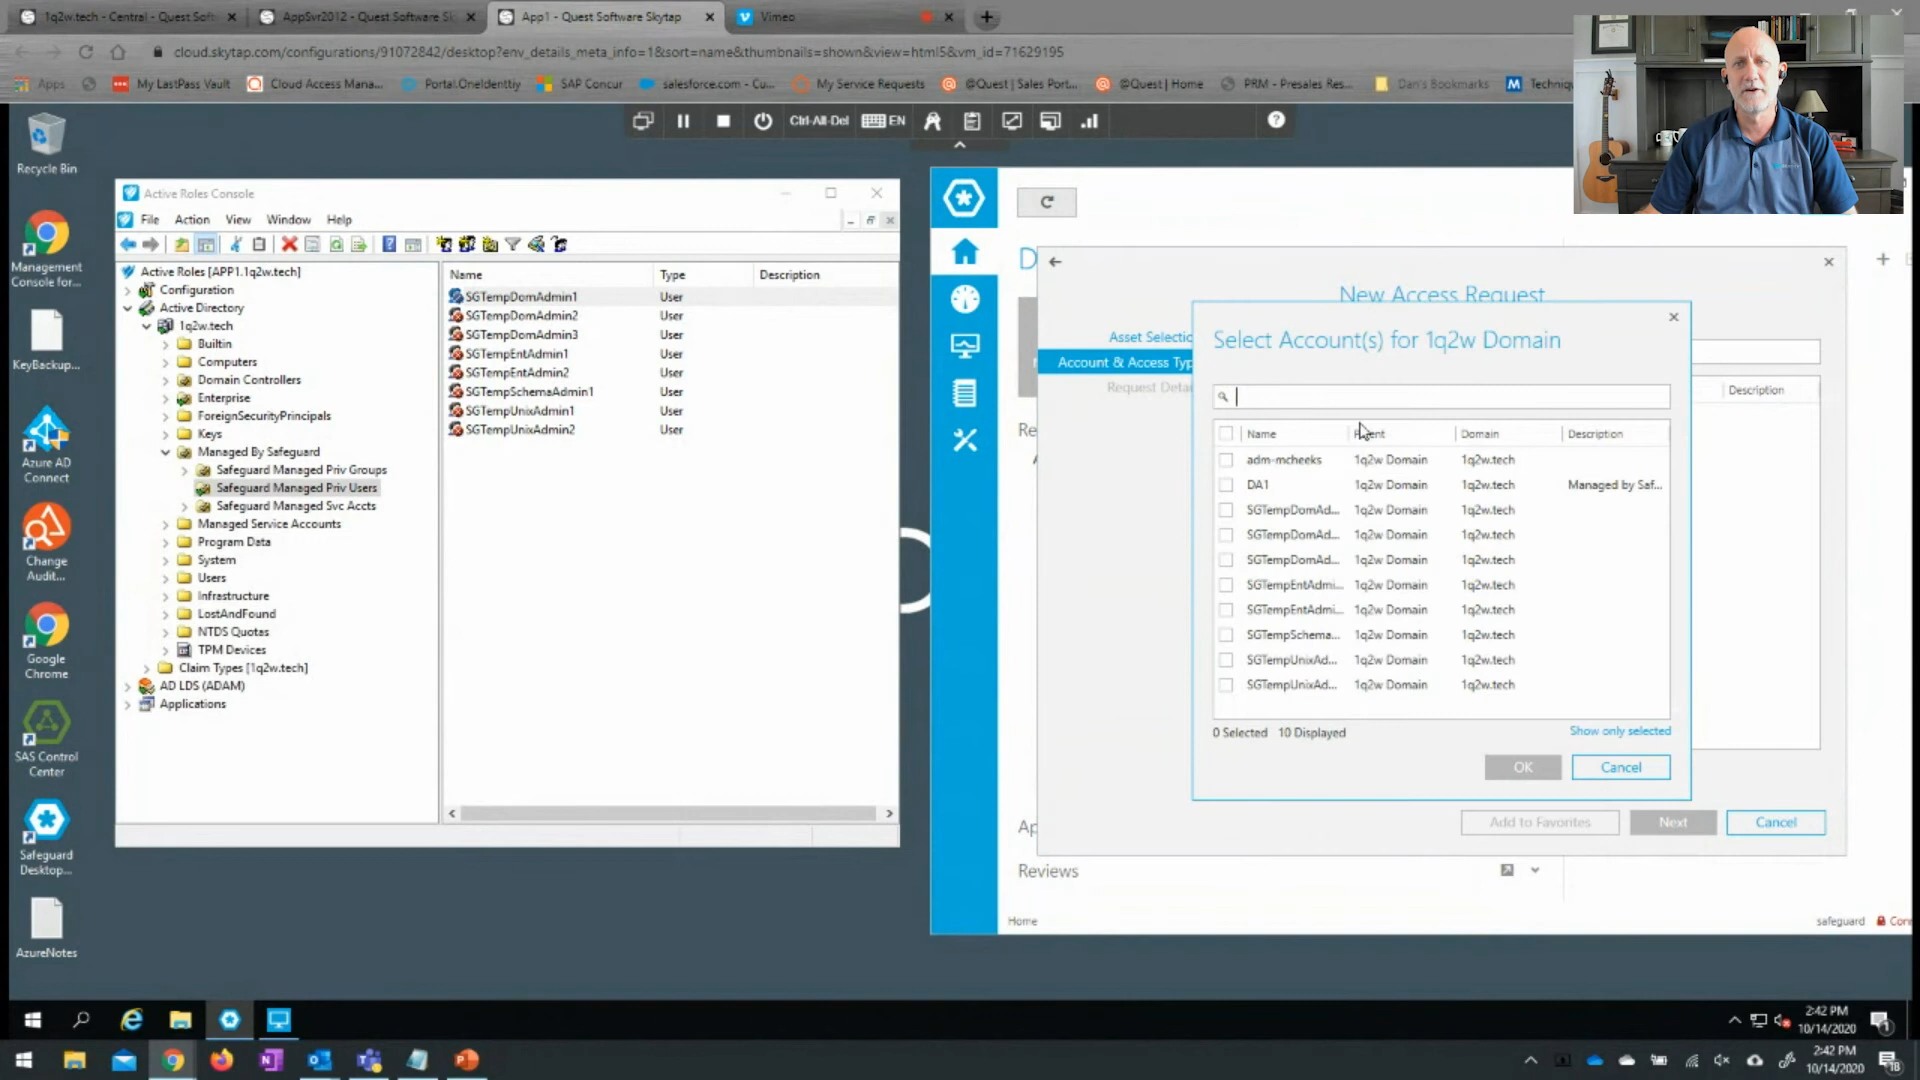 1q2w.tech - Central - Quest Soft
AppSvr2012 - Quest Software Sk
App1 - Quest Software Skytap
Vimeo
cloud.skytap.com/configurations/91072842/desktop?env_details_meta_info=1&sort=name&thumbnails=shown&view=html5&vm_id=71629195
Apps
My LastPass Vault
Cloud Access Mana...
Portal.OneIdenttiy
SAP Concur
salesforce.com - Cu...
My Service Requests
@Quest | Sales Port...
@Quest | Home
PRM - Presales Res...
Dan's Bookmarks
Techniq
Ctrl-Alt-Del
EN
Recycle Bin
Management
Console for...
KeyBackup...
Azure AD
Connect
Change
Audit...
Google
Chrome
SAS Control
Center
Safeguard
Desktop...
AzureNotes
Active Roles Console
File Action View Window Help
Active Roles [APP1.1q2w.tech]
Configuration
Active Directory
1q2w.tech
Builtin
Computers
Domain Controllers
Enterprise
ForeignSecurityPrincipals
Keys
Managed By Safeguard
Safeguard Managed Priv Groups
Safeguard Managed Priv Users
Safeguard Managed Svc Accts
Managed Service Accounts
Program Data
System
Users
Infrastructure
LostAndFound
NTDS Quotas
TPM Devices
Claim Types [1q2w.tech]
AD LDS (ADAM)
Applications
Name Type Description
SGTempDomAdmin1 User
SGTempDomAdmin2 User
SGTempDomAdmin3 User
SGTempEntAdmin1 User
SGTempEntAdmin2 User
SGTempSchemaAdmin1 User
SGTempUnixAdmin1 User
SGTempUnixAdmin2 User
D
New Access Request
Asset Selectio
Account & Access Typ
Request Detai
Description
Re
Select Account(s) for 1q2w Domain
Name Domain Description
adm-mcheeks 1q2w Domain 1q2w.tech
DA1 1q2w Domain 1q2w.tech Managed by Saf...
SGTempDomAd... 1q2w Domain 1q2w.tech
SGTempDomAd... 1q2w Domain 1q2w.tech
SGTempDomAd... 1q2w Domain 1q2w.tech
SGTempEntAdmi... 1q2w Domain 1q2w.tech
SGTempEntAdmi... 1q2w Domain 1q2w.tech
SGTempSchema... 1q2w Domain 1q2w.tech
SGTempUnixAd... 1q2w Domain 1q2w.tech
SGTempUnixAd... 1q2w Domain 1q2w.tech
0 Selected 10 Displayed
Show only selected
OK Cancel
Ap
Add to Favorites Next Cancel
Reviews
Home
safeguard Conn
2:42 PM
10/14/2020
1
2:42 PM
10/14/2020
18